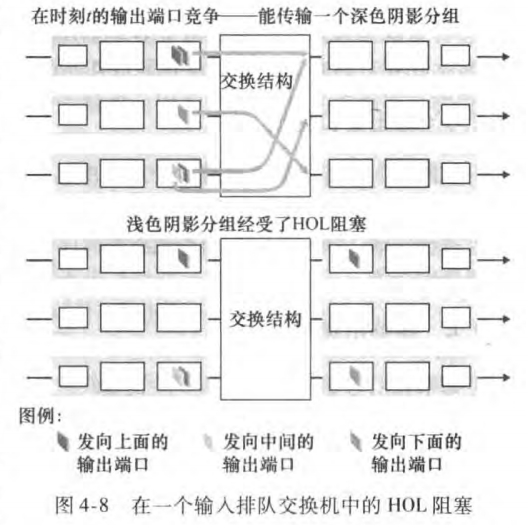 在时刻t的输出端口竞争——能传输一个深色阴影分组
交换结构
浅色阴影分组经受了HOL阻塞
交换结构
图例：
发向上面的 发向中间的 发向下面的
输出端口 输出端口 输出端口
图4-8 在一个输入排队交换机中的HOL阻塞